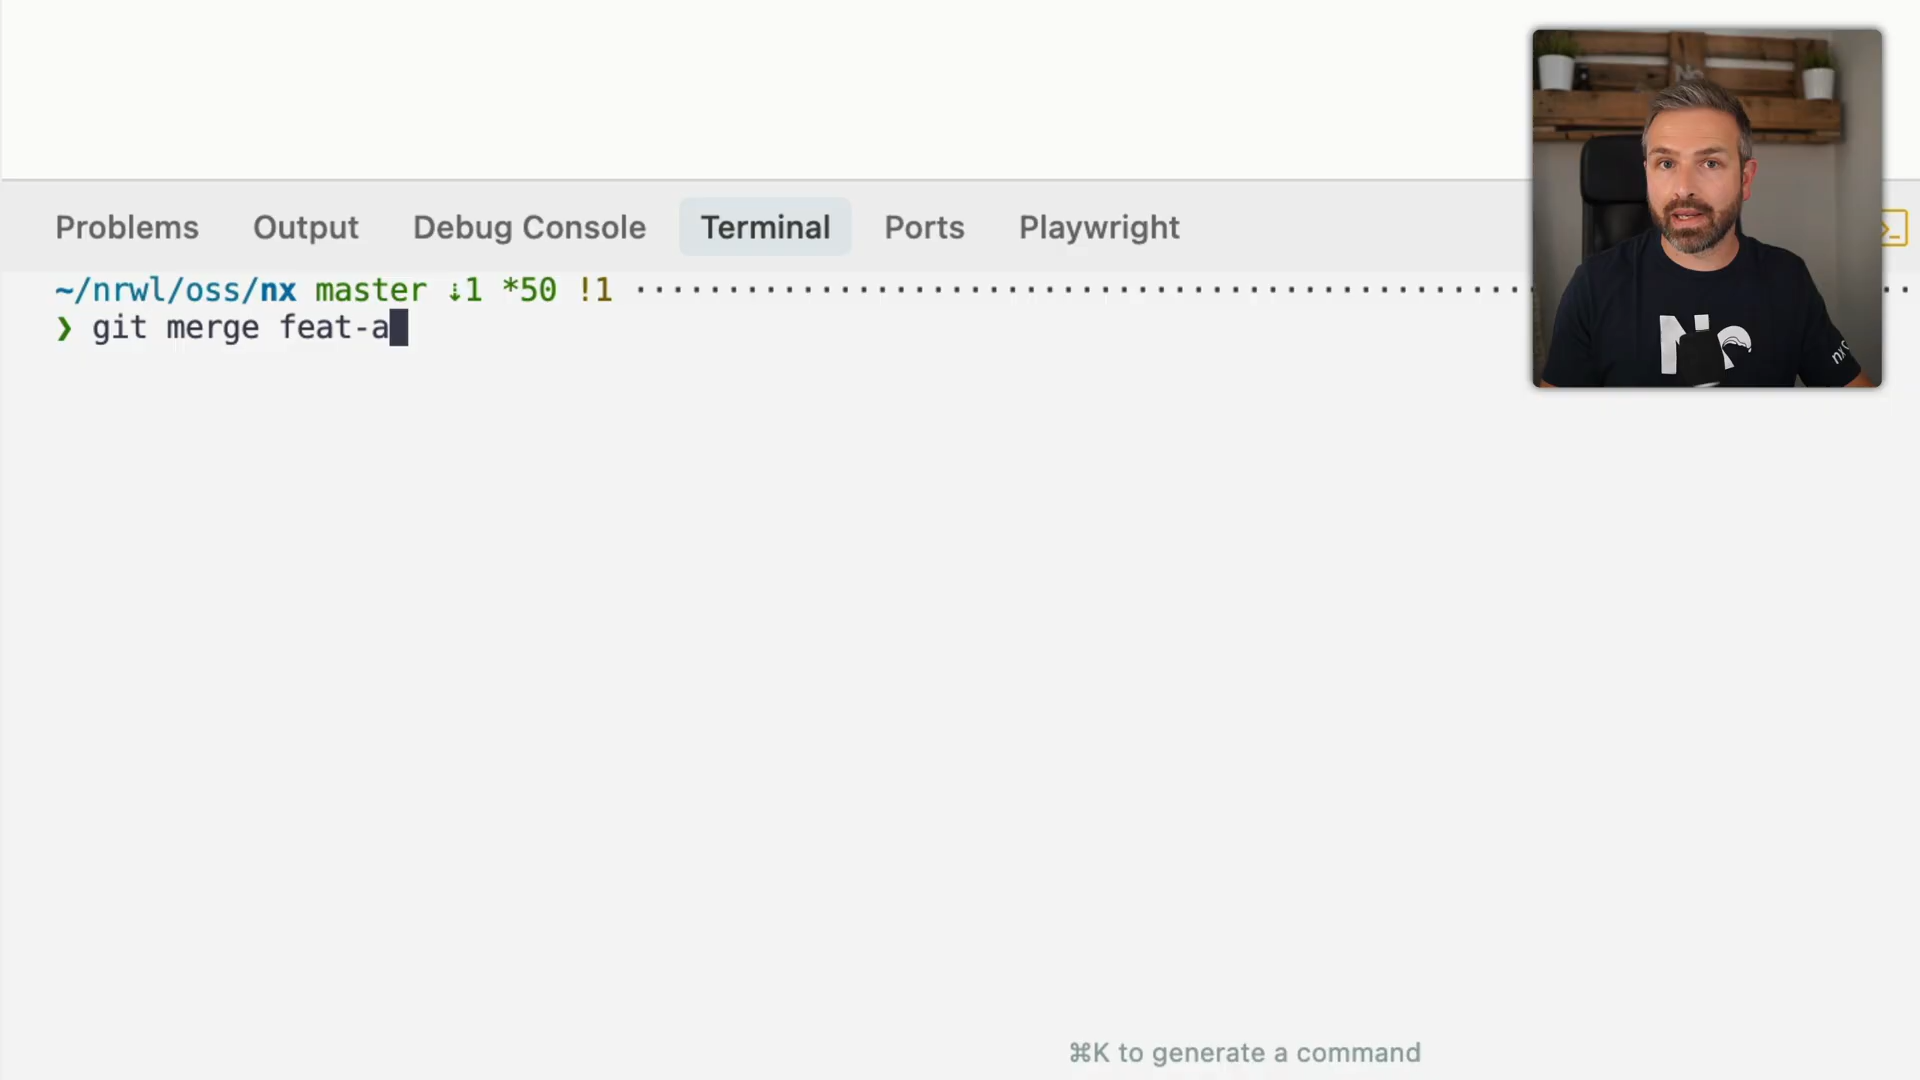 Problems Output Debug Console Terminal Ports Playwright
~/nrwl/oss/nx master ⇣1 *50 !1
❯ git merge feat-a
⌘K to generate a command